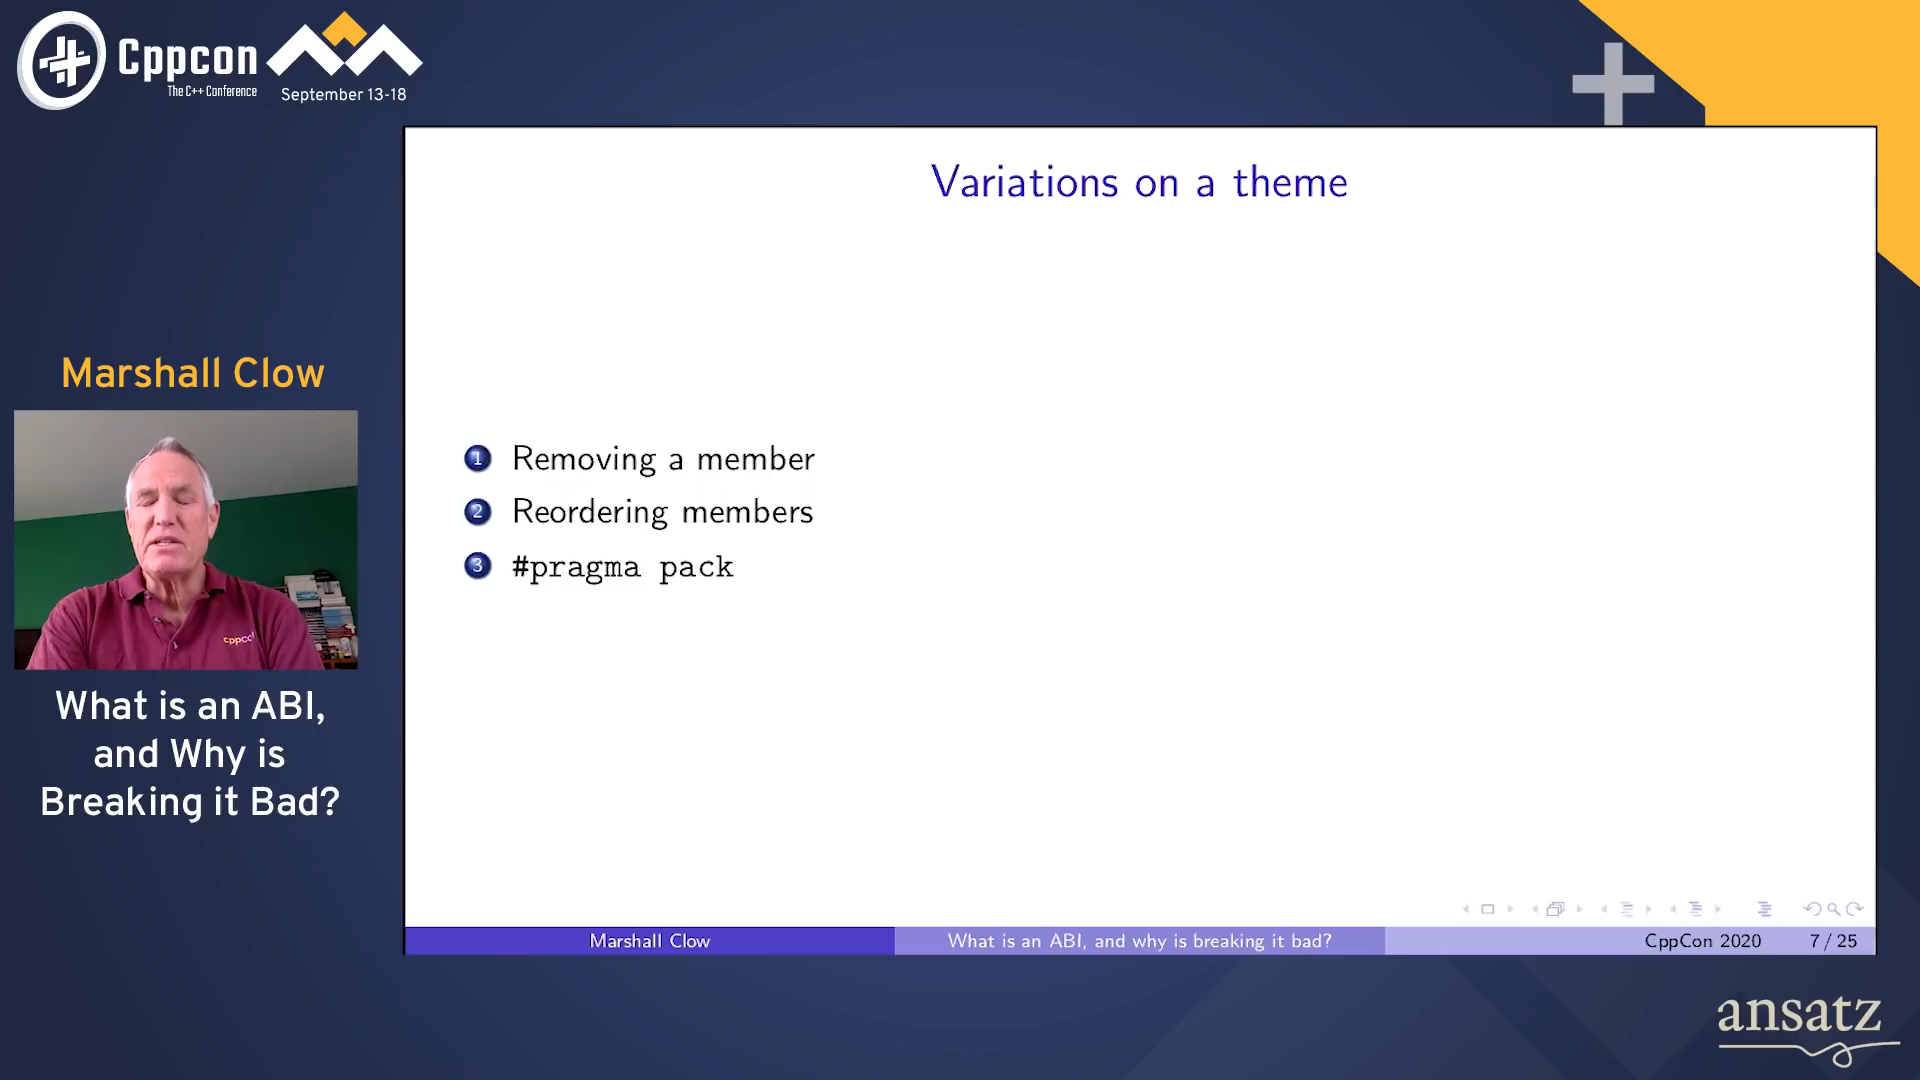 Cppcon
The C++ Conference
September 13-18
Marshall Clow
cppcon
What is an ABI,
and Why is
Breaking it Bad?
Variations on a theme
1 Removing a member
2 Reordering members
3 #pragma pack
Marshall Clow
What is an ABI, and why is breaking it bad?
CppCon 2020
7 / 25
ansatz